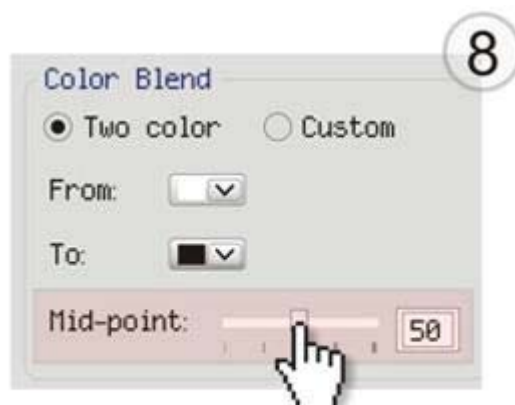 8
Color Blend
Two color Custom
From:
To:
Mid-point: 50